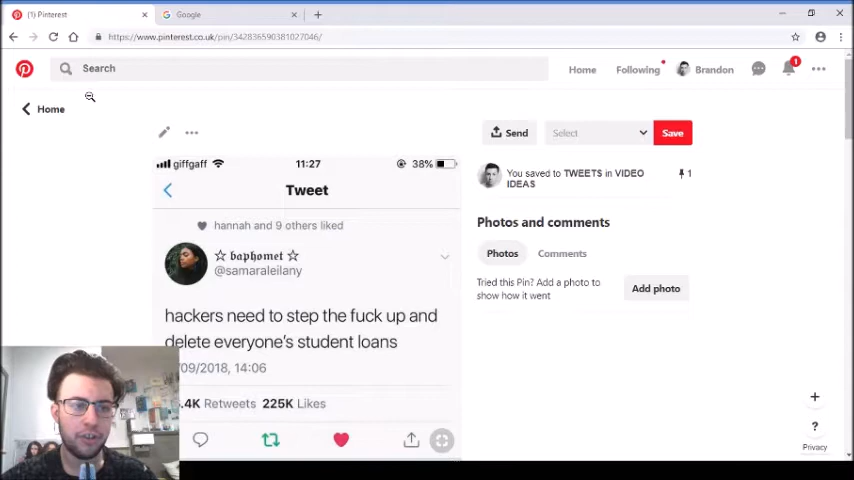 (1) Pinterest
Google
https://www.pinterest.co.uk/pin/342836590381027046/
Search
Home
Following
Brandon
1
Home
Send
Select
Save
giffgaff
11:27
38%
You saved to TWEETS in VIDEO
IDEAS
1
Tweet
Photos and comments
hannah and 9 others liked
Photos
Comments
☆ 𝖇𝖆𝖕𝖍𝖔𝖒𝖊𝖙 ☆
@samaraleilany
Tried this Pin? Add a photo to
show how it went
Add photo
hackers need to step the fuck up and
delete everyone's student loans
/09/2018, 14:06
.4K Retweets 225K Likes
?
Privacy